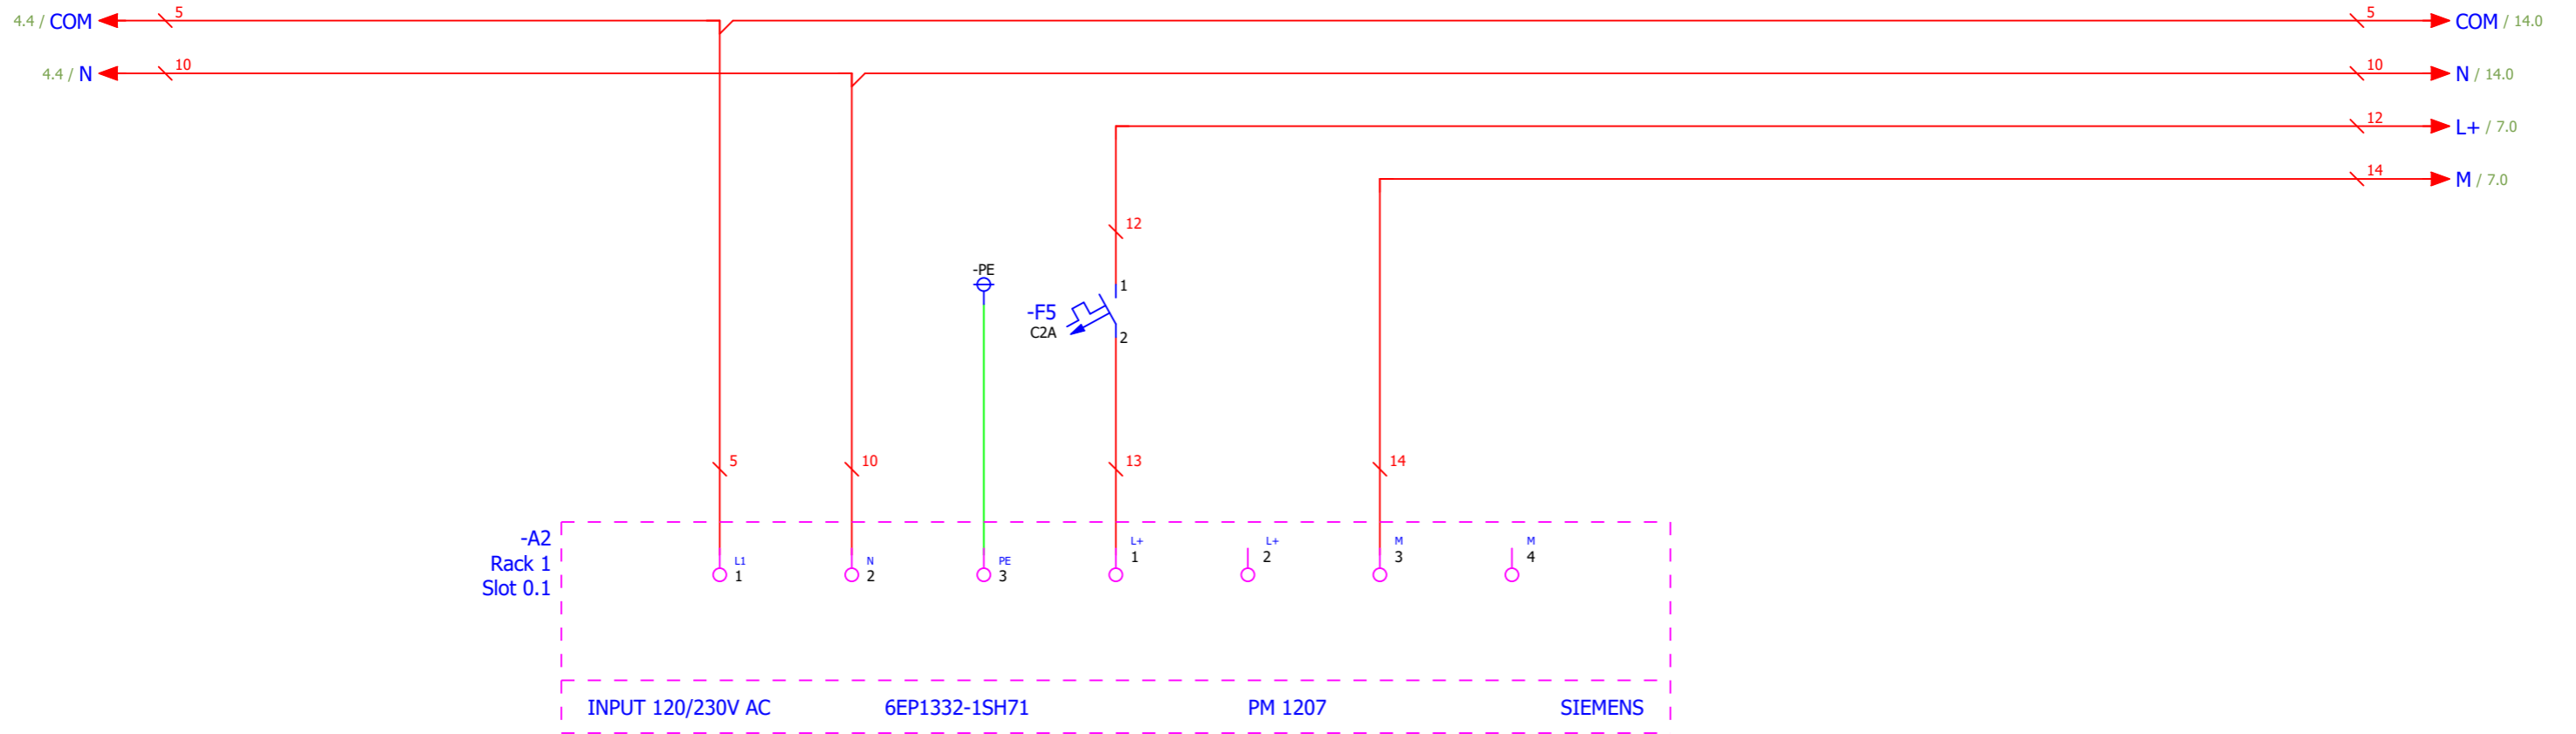 4.4 / COM 5 5 COM / 14.0
4.4 / N 10 10 N / 14.0
12 L+ / 7.0
14 M / 7.0
12
-PE
1
-F5
C2A
2
5 10 13 14
-A2
Rack 1
Slot 0.1
L1 N PE L+ L+ M M
1 2 3 1 2 3 4
INPUT 120/230V AC 6EP1332-1SH71 PM 1207 SIEMENS